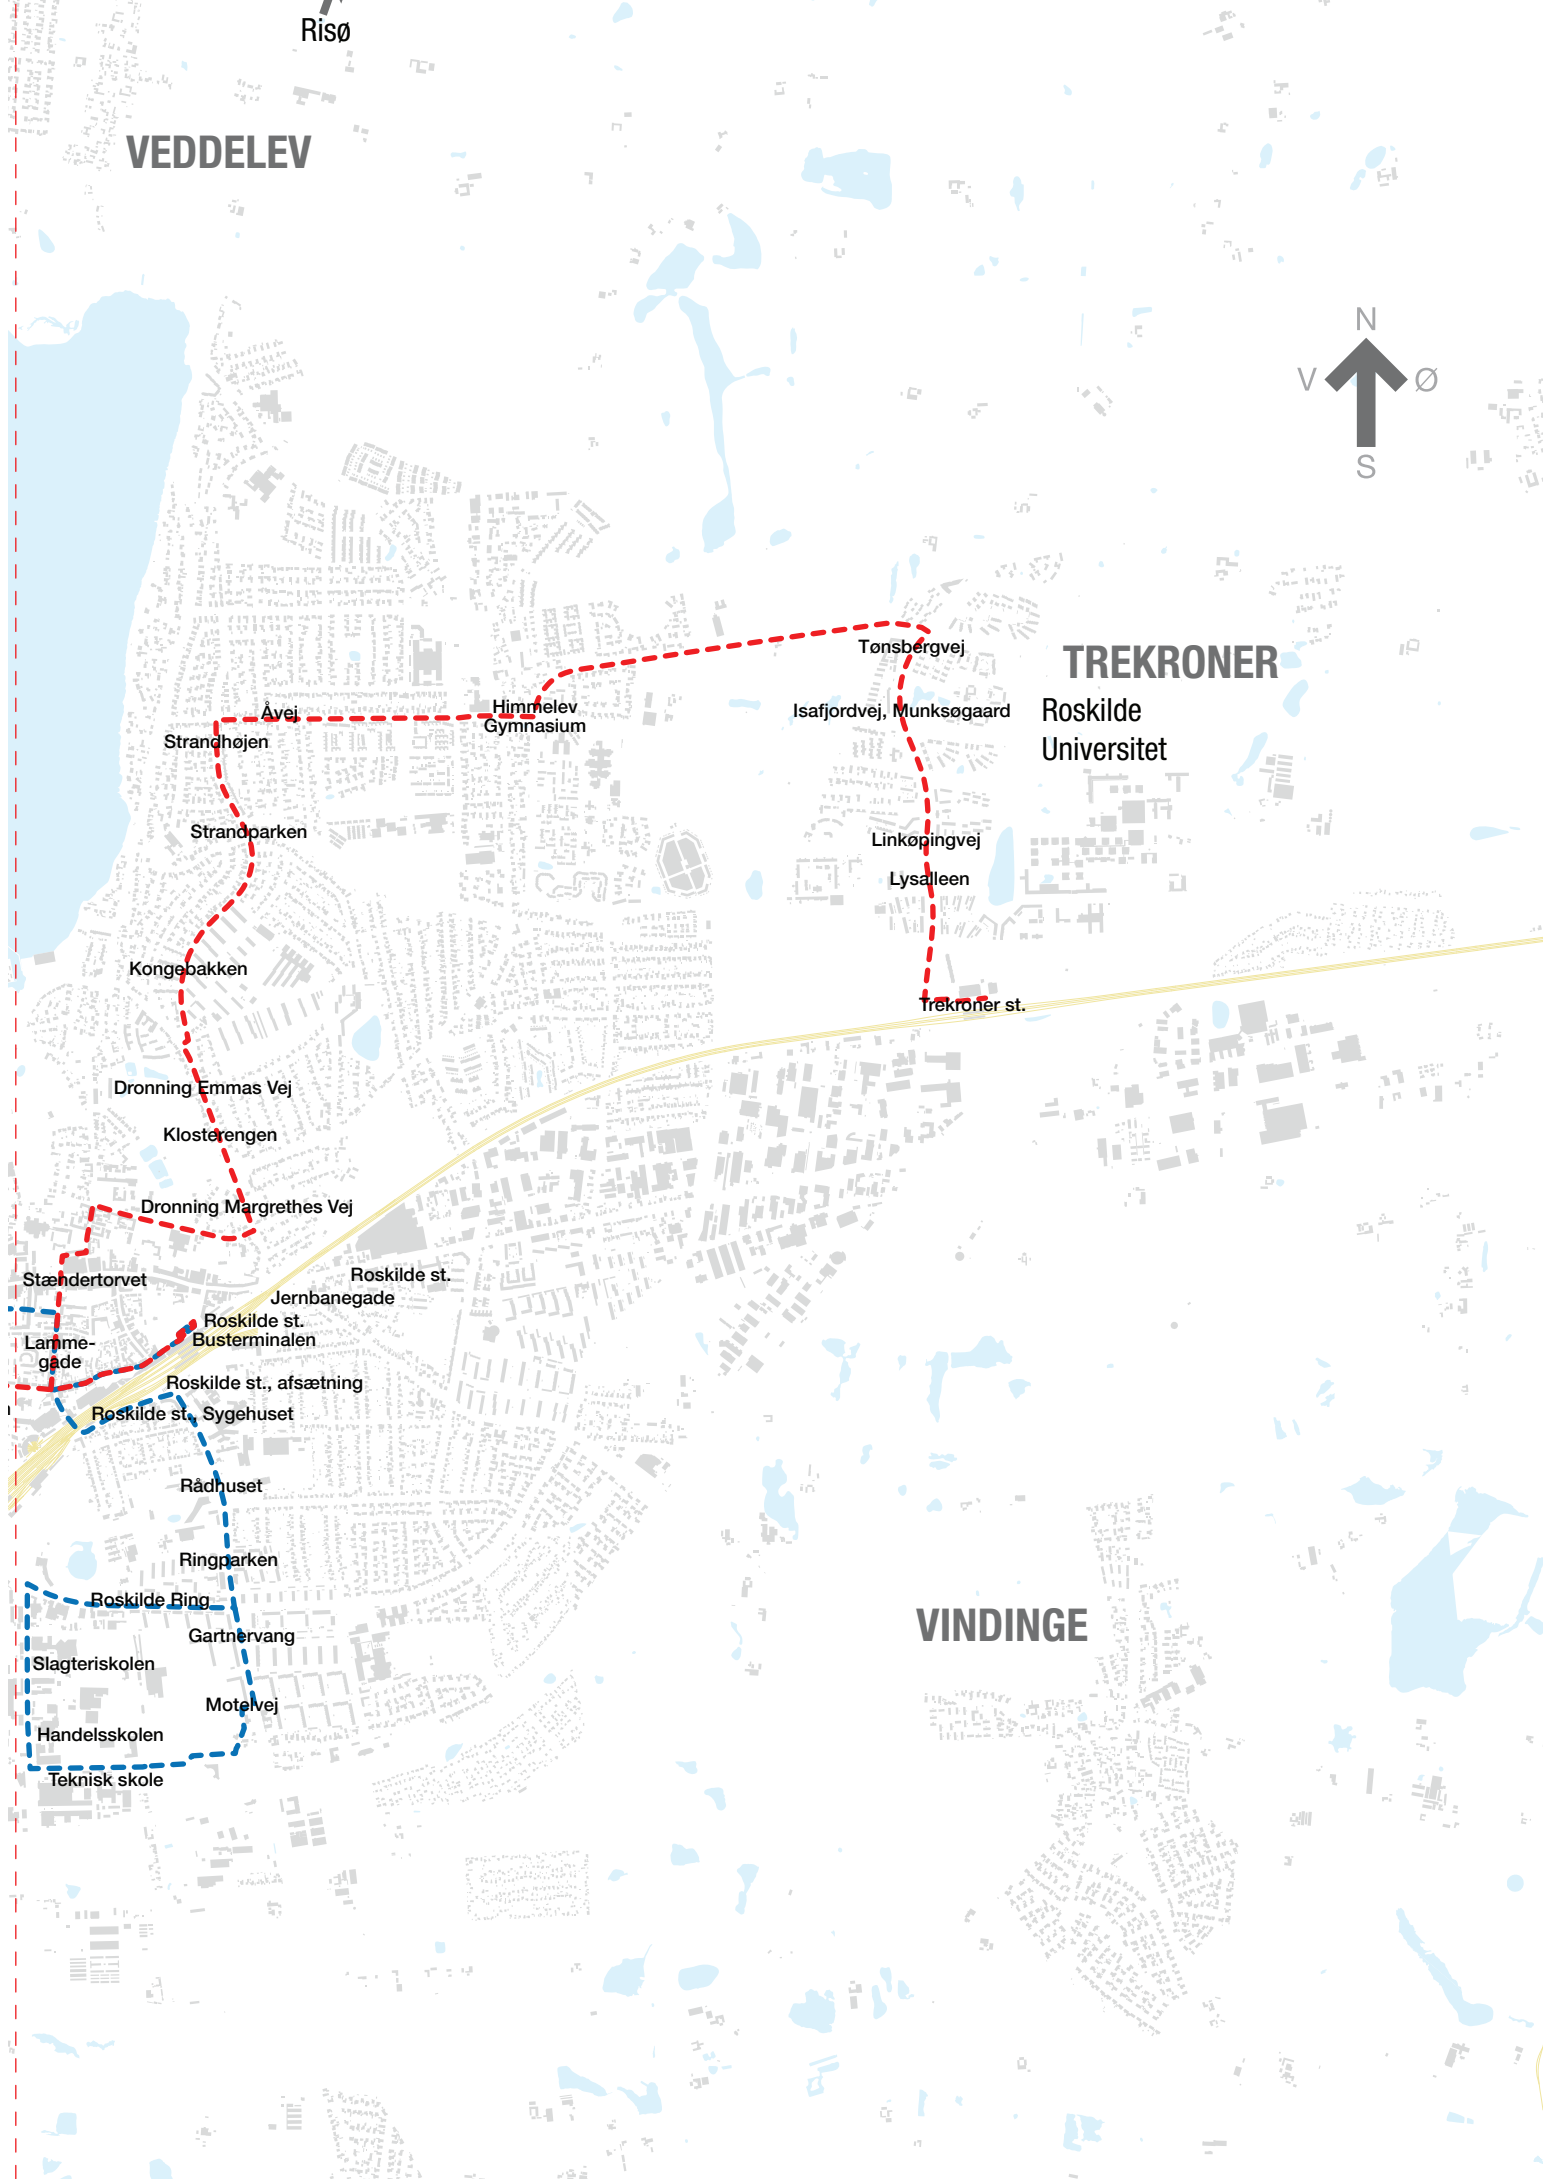 Risø
VEDDELEV
N
V
Ø
S
Tønsbergvej
TREKRONER
Roskilde
Universitet
Isafjordvej, Munksøgaard
Himmelev
Gymnasium
Åvej
Strandhøjen
Strandparken
Linkøpingvej
Lysalleen
Kongebakken
Trekroner st.
Dronning Emmas Vej
Klosterengen
Dronning Margrethes Vej
Stændertorvet
Roskilde st.
Jernbanegade
Roskilde st.
Busterminalen
Lamme-
gade
Roskilde st., afsætning
Roskilde st., Sygehuset
Rådhuset
Ringparken
Roskilde Ring
Gartnervang
VINDINGE
Slagteriskolen
Motelvej
Handelsskolen
Teknisk skole